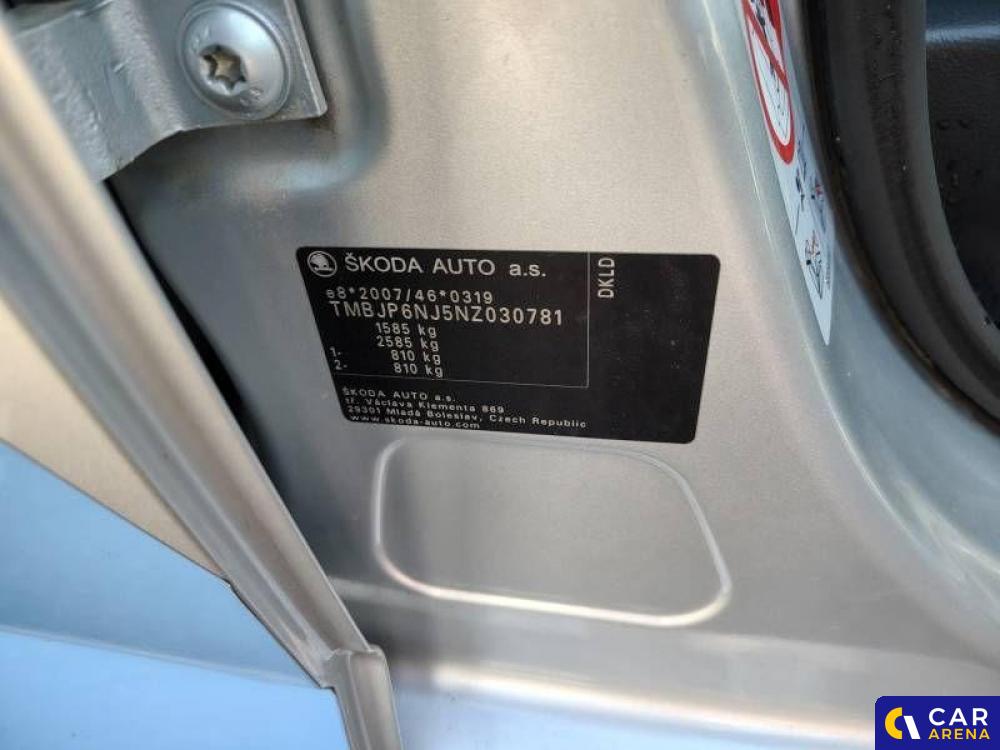 ŠKODA AUTO a.s.
DKLD
e8*2007/46*0319
TMBJP6NJ5NZ030781
1585 kg
2585 kg
1- 810 kg
2- 810 kg
ŠKODA AUTO a.s.
tř. Václava Klementa 869
29301 Mladá Boleslav, Czech Republic
www.skoda-auto.com
CAR
ARENA